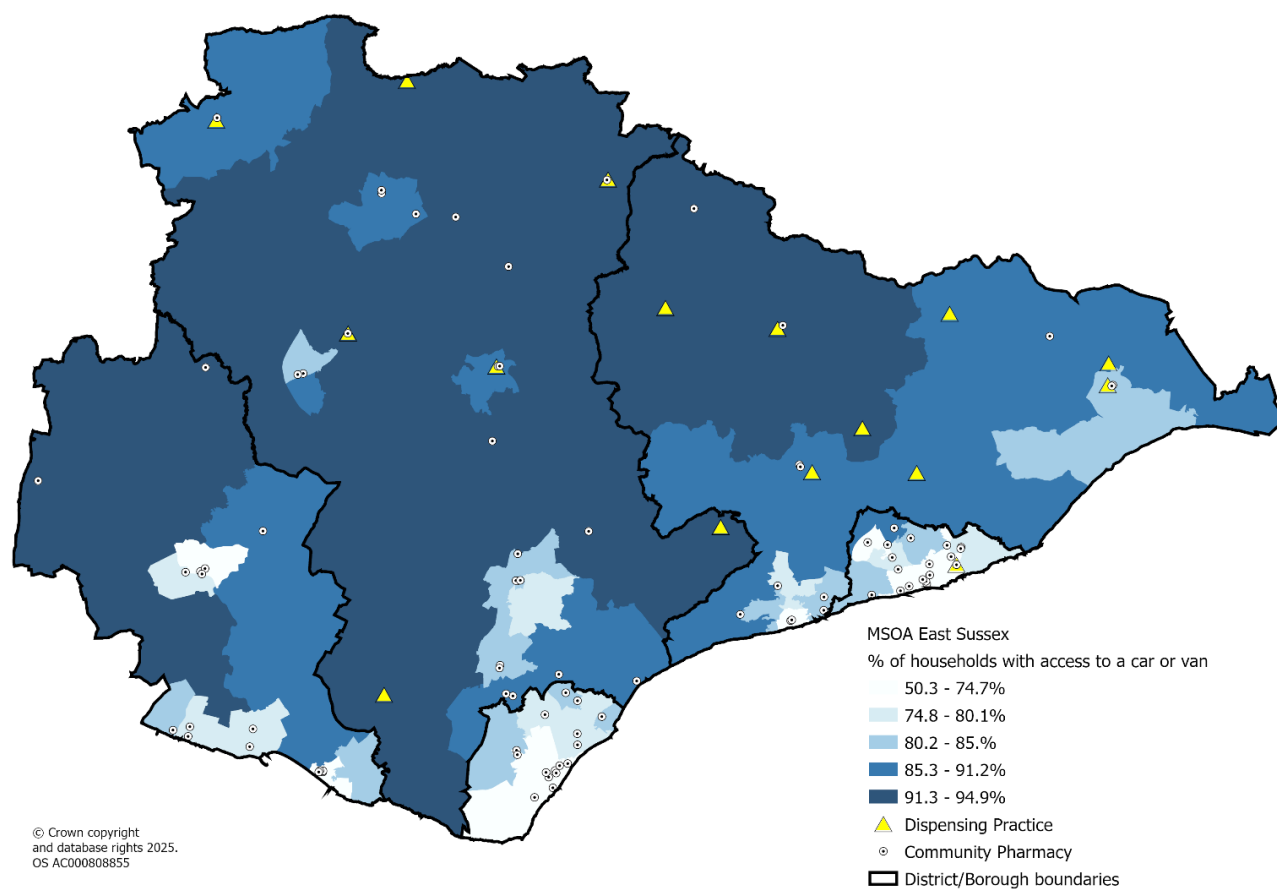 MSOA East Sussex
% of households with access to a car or van
50.3 - 74.7%
74.8 - 80.1%
80.2 - 85.%
85.3 - 91.2%
91.3 - 94.9%
Dispensing Practice
Community Pharmacy
District/Borough boundaries
© Crown copyright
and database rights 2025.
OS AC000808855